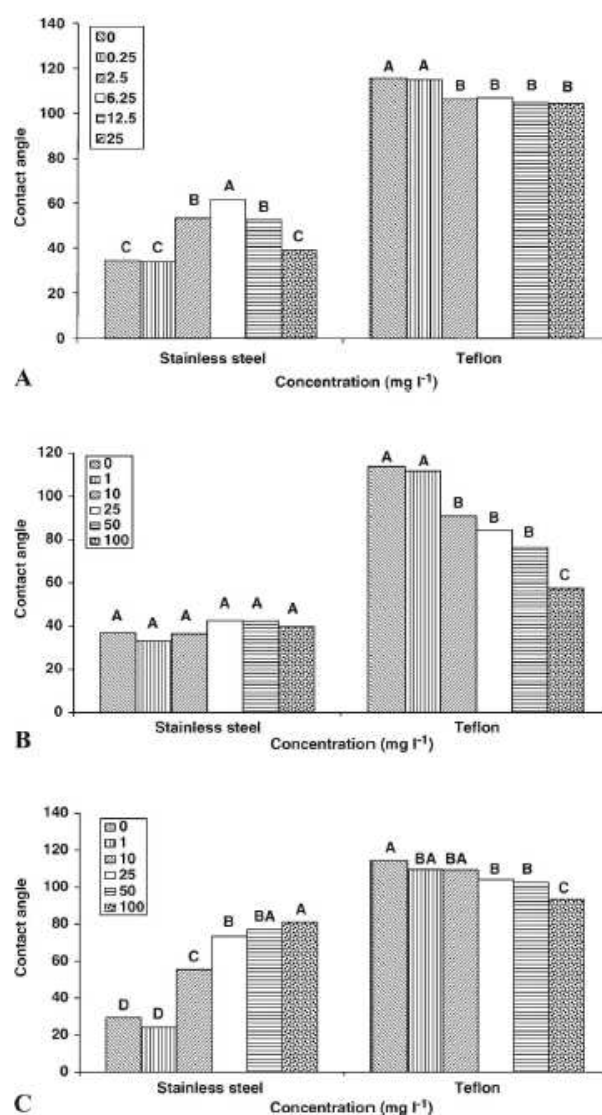 140
120
100
80
60
40
20
0
Contact angle
0
0.25
2.5
6.25
12.5
25
C C B A B C
A A B B B B
Stainless steel Teflon
Concentration (mg l-1)
A
120
100
80
60
40
20
0
Contact angle
0
1
10
25
50
100
A A A A A A
A A B B B C
Stainless steel Teflon
Concentration (mg l-1)
B
140
120
100
80
60
40
20
0
Contact angle
0
1
10
25
50
100
D D C B BA A
A BA BA B B C
Stainless steel Teflon
Concentration (mg l-1)
C